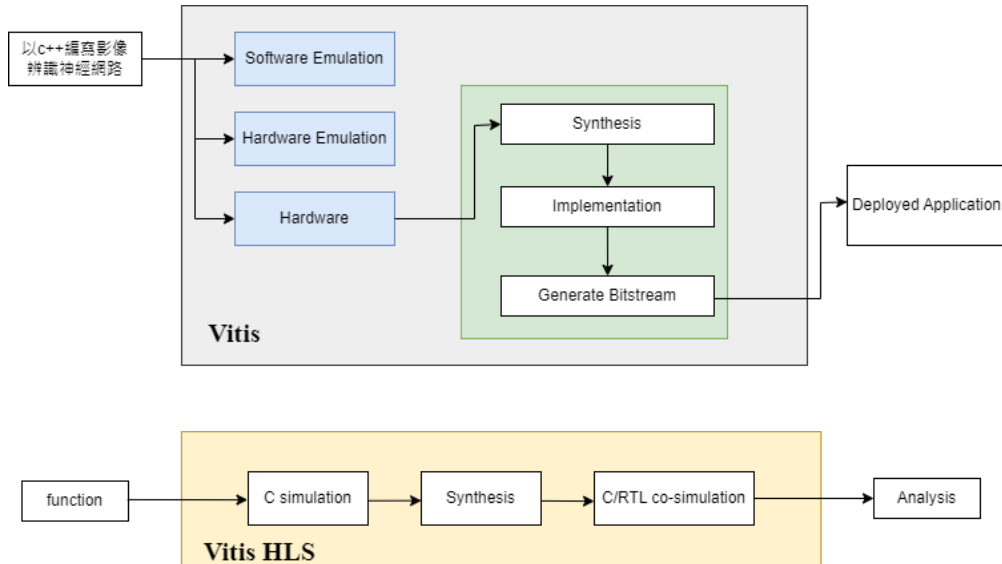 以c++編寫影像
辨識神經網路
Software Emulation
Hardware Emulation
Hardware
Synthesis
Implementation
Generate Bitstream
Deployed Application
Vitis
function
C simulation
Synthesis
C/RTL co-simulation
Analysis
Vitis HLS